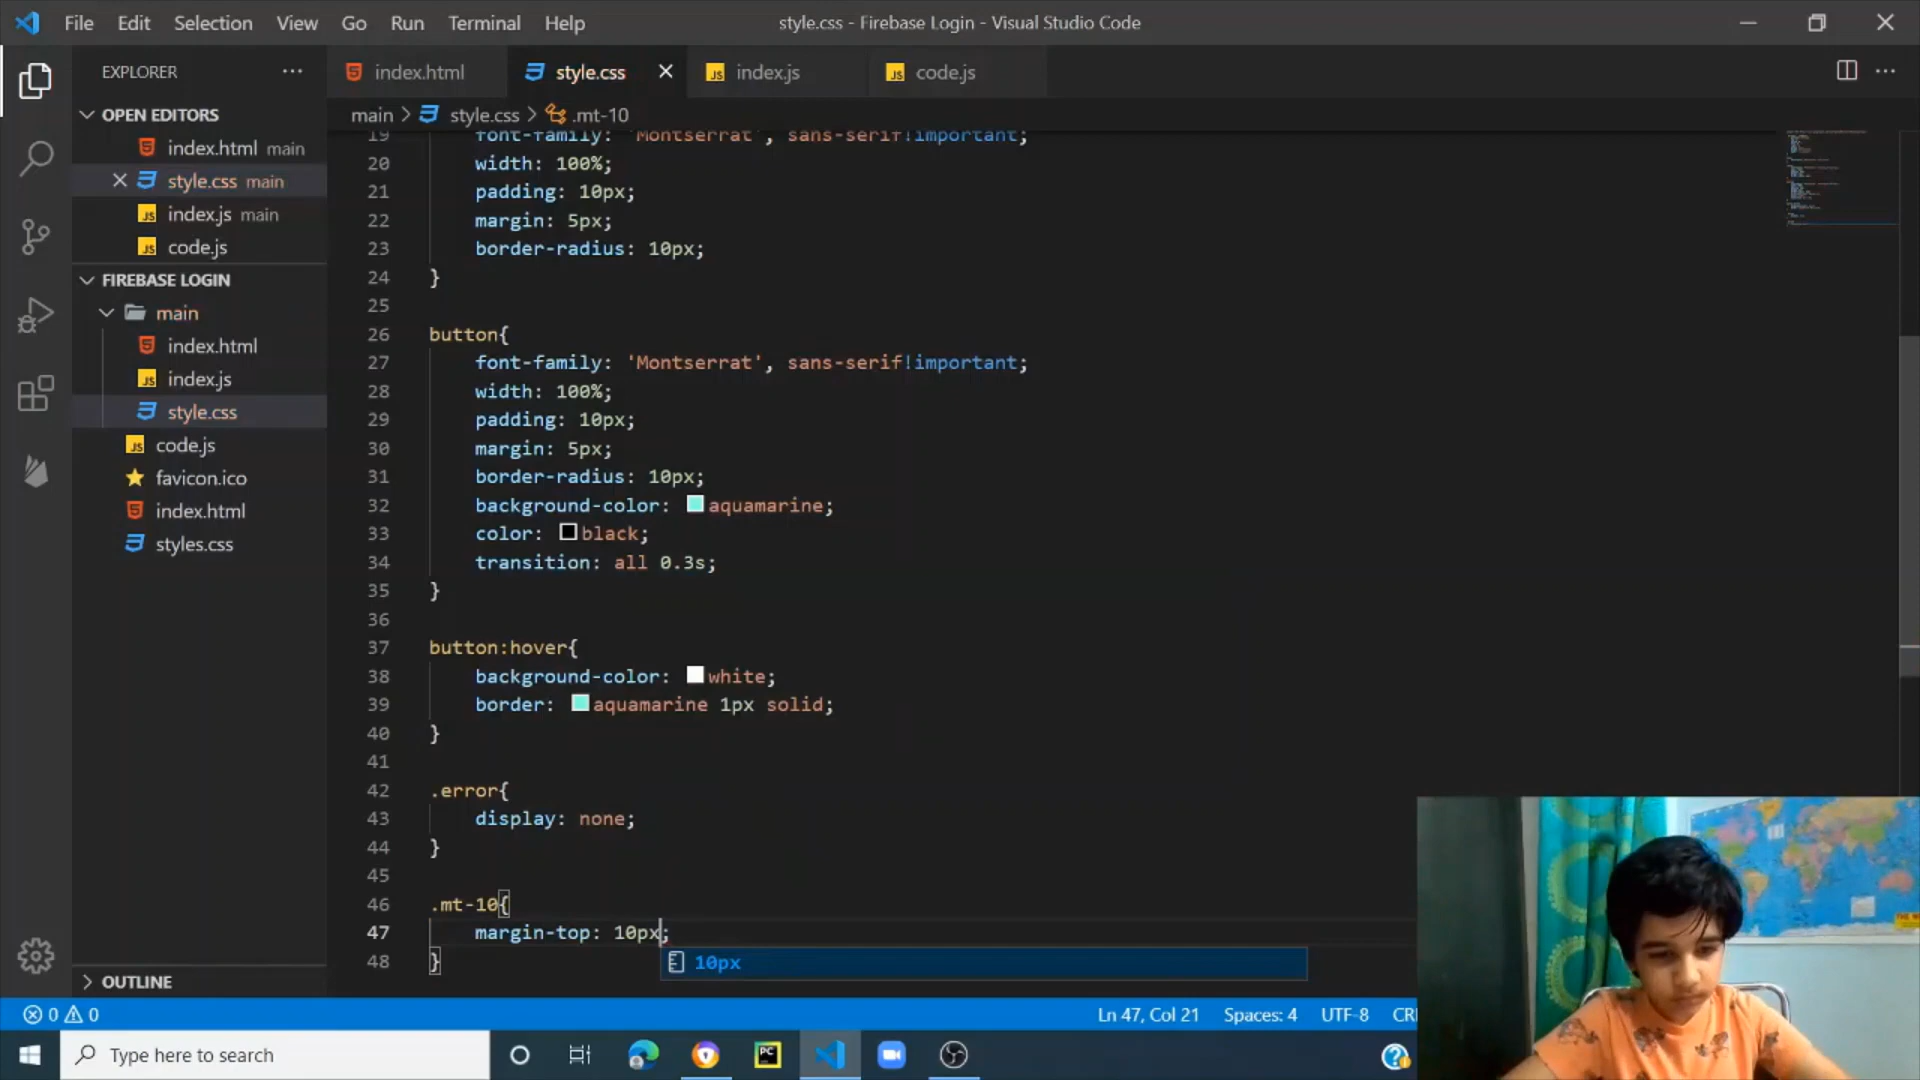 File Edit Selection View Go Run Terminal Help
style.css - Firebase Login - Visual Studio Code
EXPLORER
OPEN EDITORS
index.html main
style.css main
index.js main
code.js
FIREBASE LOGIN
main
index.html
index.js
style.css
code.js
favicon.ico
index.html
styles.css
OUTLINE
index.html style.css index.js code.js
main > style.css > .mt-10
19 font-family: 'Montserrat', sans-serif!important;
20 width: 100%;
21 padding: 10px;
22 margin: 5px;
23 border-radius: 10px;
24 }
25
26 button{
27 font-family: 'Montserrat', sans-serif!important;
28 width: 100%;
29 padding: 10px;
30 margin: 5px;
31 border-radius: 10px;
32 background-color: aquamarine;
33 color: black;
34 transition: all 0.3s;
35 }
36
37 button:hover{
38 background-color: white;
39 border: aquamarine 1px solid;
40 }
41
42 .error{
43 display: none;
44 }
45
46 .mt-10{
47 margin-top: 10px;
48 }
10px
0 0
Ln 47, Col 21 Spaces: 4 UTF-8
Type here to search
PC